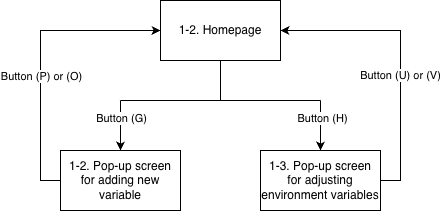 1-2. Homepage
Button (P) or (O)
Button (U) or (V)
Button (G)
Button (H)
1-2. Pop-up screen
for adding new
variable
1-3. Pop-up screen
for adjusting
environment variables